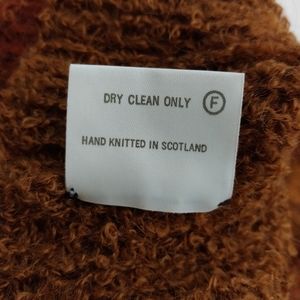 DRY CLEAN ONLY Ⓕ
HAND KNITTED IN SCOTLAND